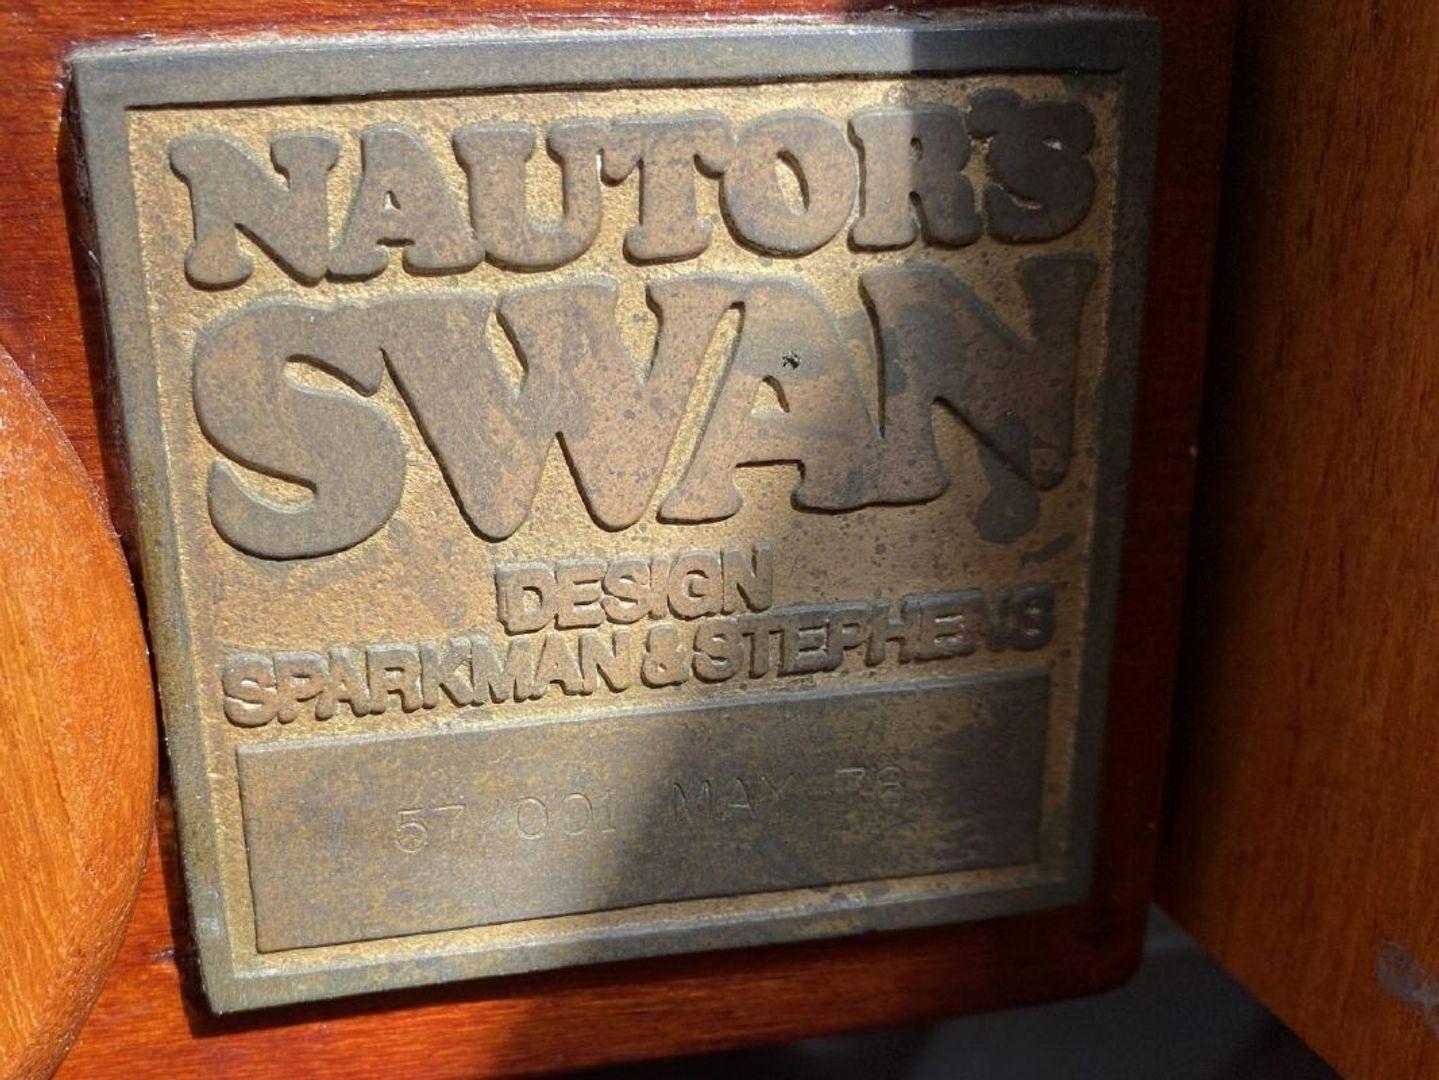 NAUTOR'S
SWAN
DESIGN
SPARKMAN & STEPHENS
57/001 MAY-78